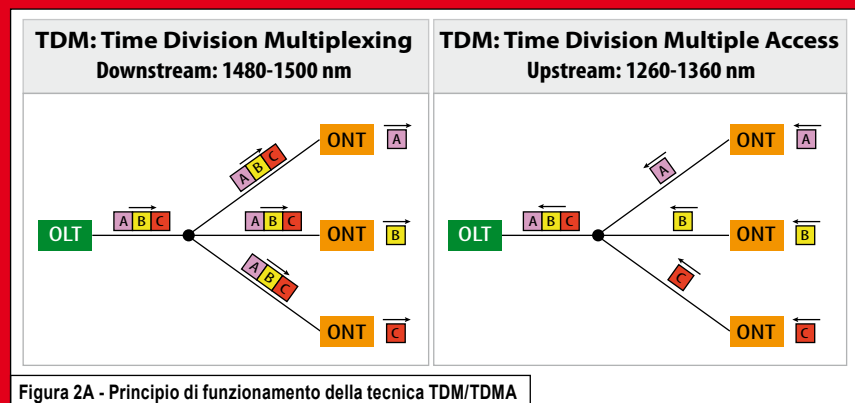 TDM: Time Division Multiplexing
Downstream: 1480-1500 nm
ONT A
A B C
OLT A B C A B C ONT B
A B C
ONT C
TDM: Time Division Multiple Access
Upstream: 1260-1360 nm
ONT A
A
OLT A B C B ONT B
C
ONT C
Figura 2A - Principio di funzionamento della tecnica TDM/TDMA